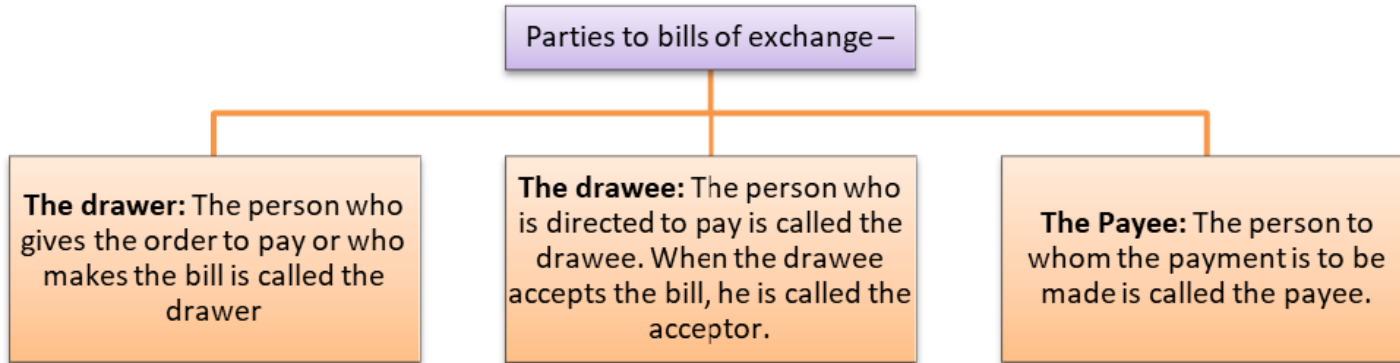 Parties to bills of exchange –
The drawer: The person who
gives the order to pay or who
makes the bill is called the
drawer
The drawee: The person who
is directed to pay is called the
drawee. When the drawee
accepts the bill, he is called the
acceptor.
The Payee: The person to
whom the payment is to be
made is called the payee.